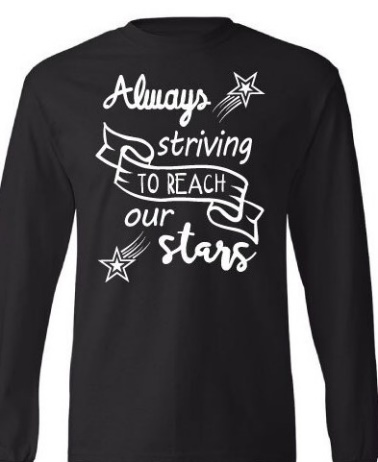 Always
striving
TO REACH
our
stars